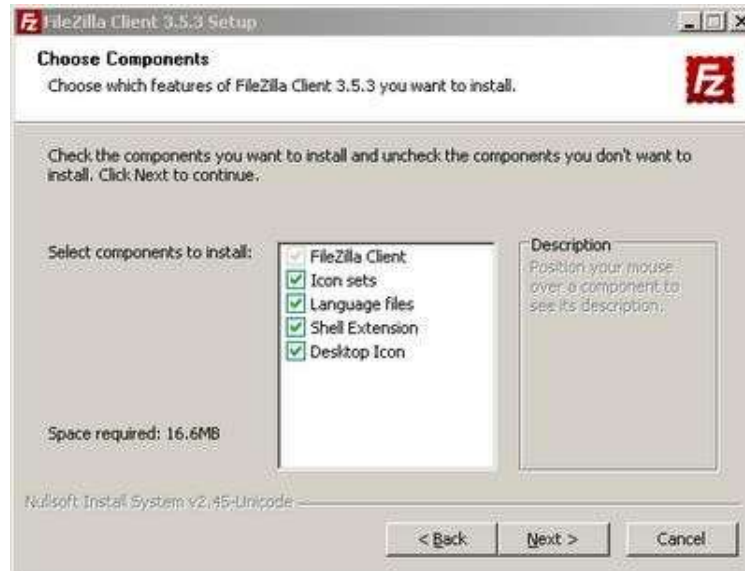 FileZilla Client 3.5.3 Setup
Choose Components
Choose which features of FileZilla Client 3.5.3 you want to install.
Fz
Check the components you want to install and uncheck the components you don't want to
install. Click Next to continue.
Select components to install:
FileZilla Client
Icon sets
Language files
Shell Extension
Desktop Icon
Description
Position your mouse
over a component to
see its description.
Space required: 16.6MB
Nullsoft Install System v2.45-Unicode
< Back
Next >
Cancel